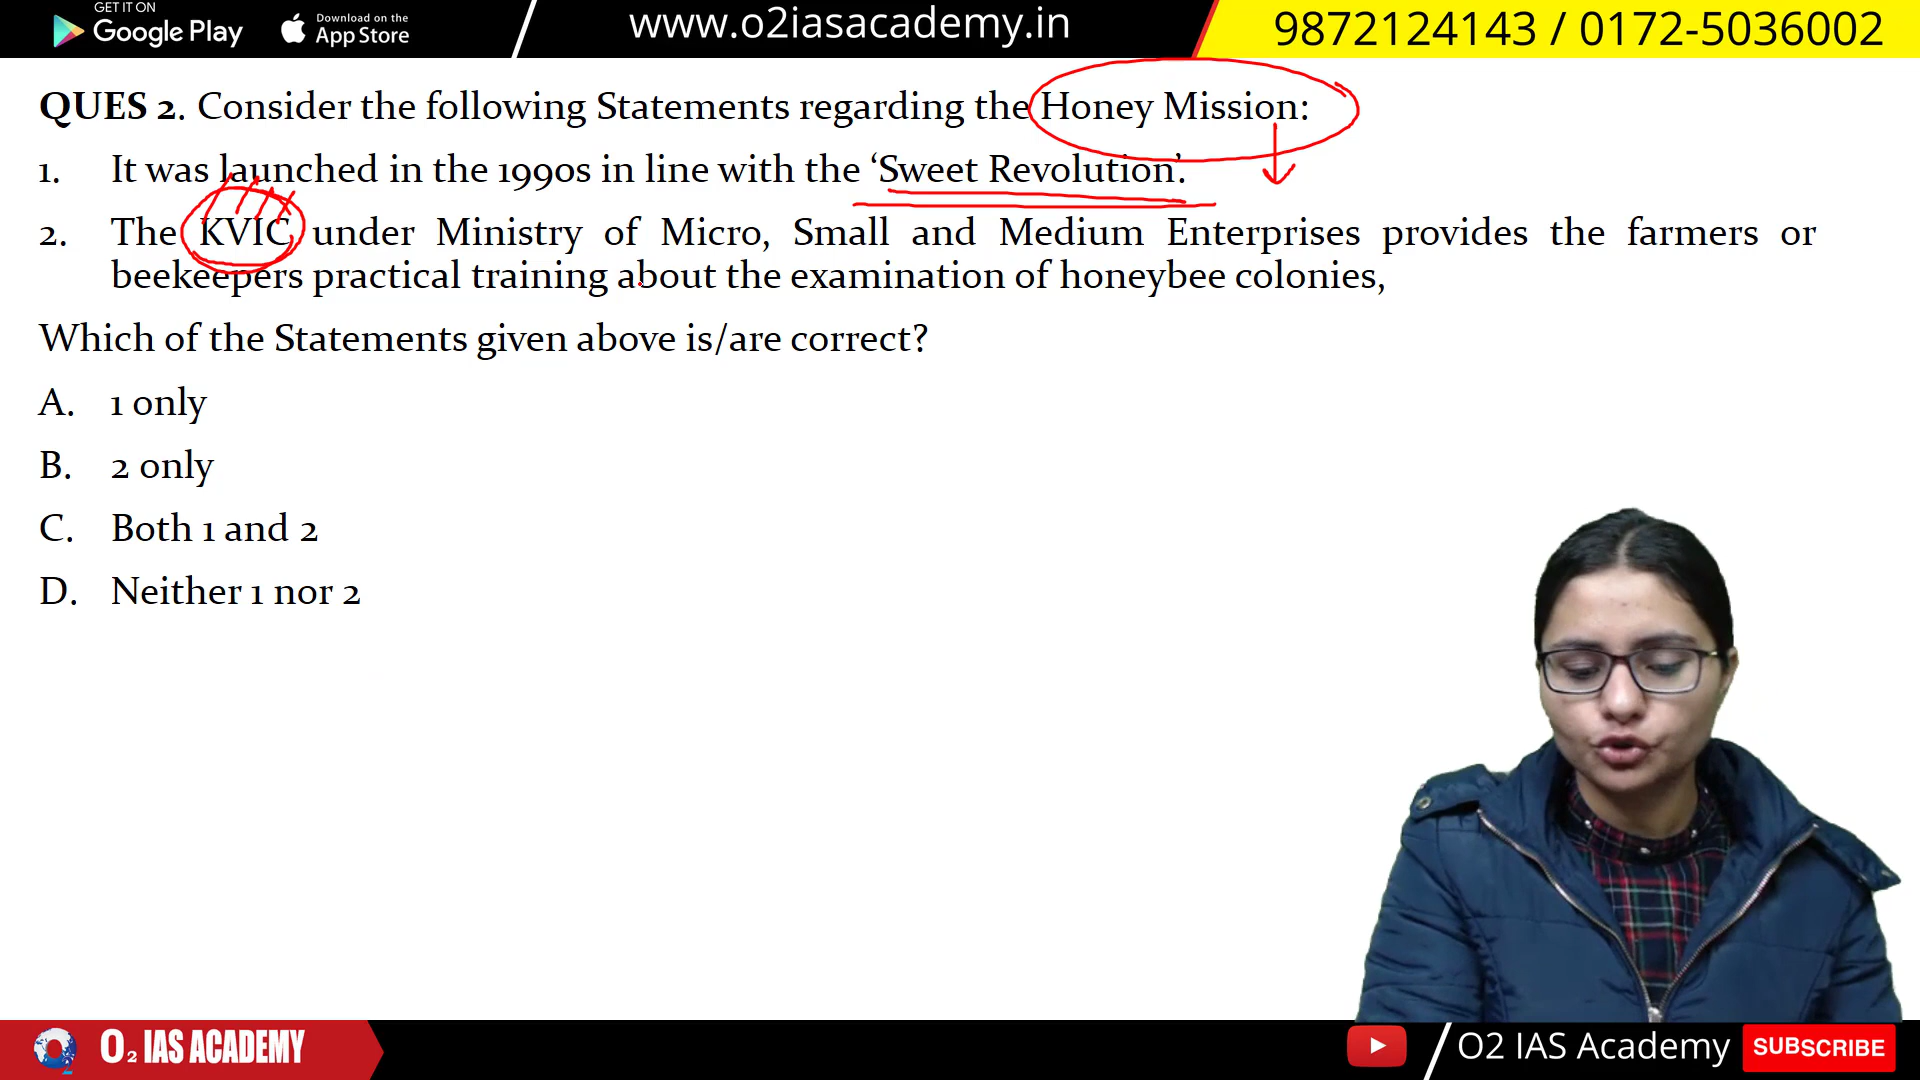 GET IT ON
Google Play
Download on the
App Store
www.o2iasacademy.in
9872124143 / 0172-5036002
QUES 2. Consider the following Statements regarding the Honey Mission:
1. It was launched in the 1990s in line with the ‘Sweet Revolution’.
2. The KVIC under Ministry of Micro, Small and Medium Enterprises provides the farmers or
beekeepers practical training about the examination of honeybee colonies,
Which of the Statements given above is/are correct?
A. 1 only
B. 2 only
C. Both 1 and 2
D. Neither 1 nor 2
O2 IAS ACADEMY
O2 IAS Academy
SUBSCRIBE